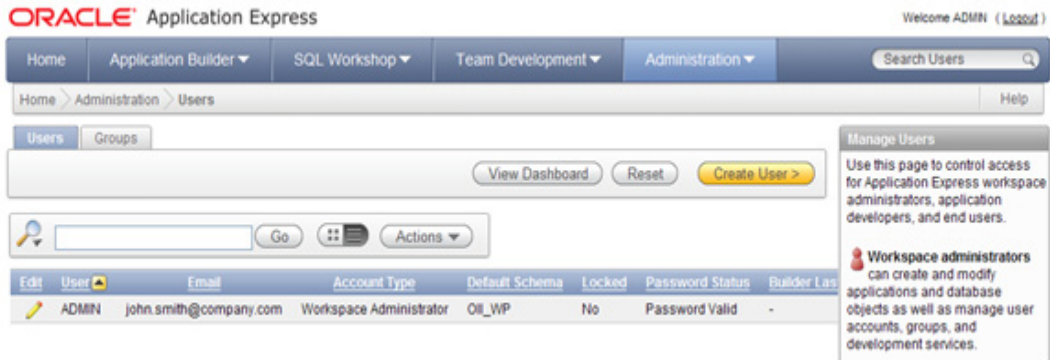 ORACLE Application Express
Welcome ADMIN ( Logout )
Home Application Builder SQL Workshop Team Development Administration Search Users
Home Administration Users Help
Users Groups
View Dashboard Reset Create User >
Go Actions
Edit User Email Account Type Default Schema Locked Password Status Builder Las
ADMIN john.smith@company.com Workspace Administrator OII_WP No Password Valid -
Manage Users
Use this page to control access
for Application Express workspace
administrators, application
developers, and end users.
Workspace administrators
can create and modify
applications and database
objects as well as manage user
accounts, groups, and
development services.